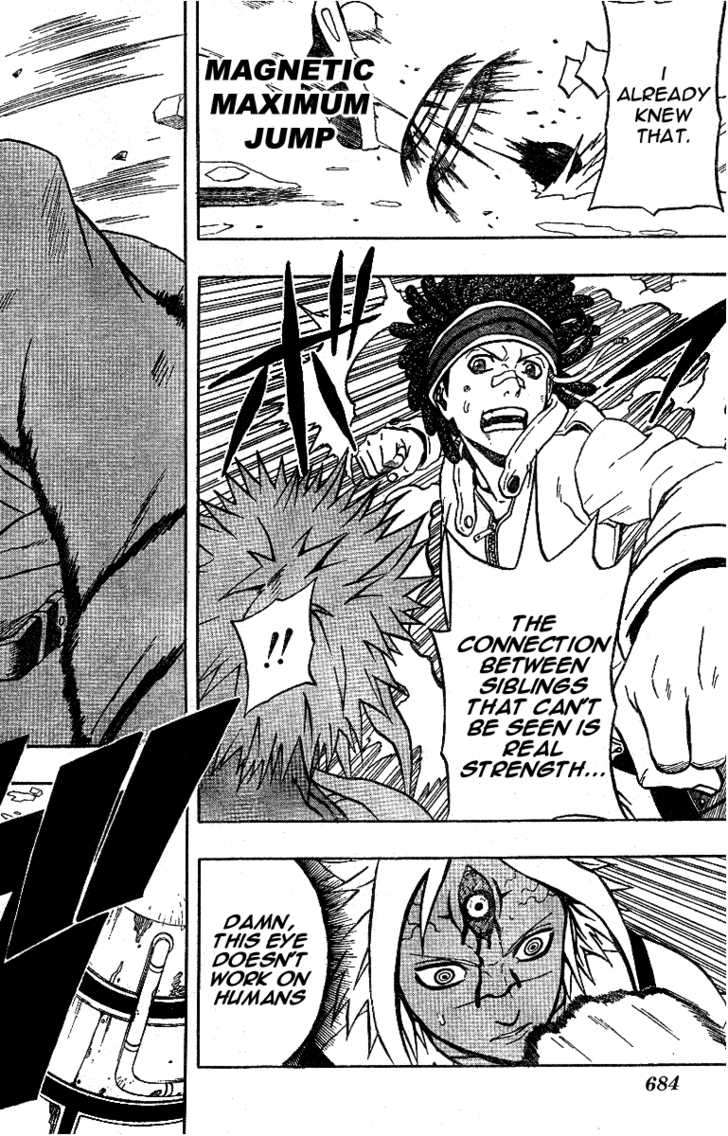 I
ALREADY
KNEW
THAT.
MAGNETIC
MAXIMUM
JUMP
!!
THE
CONNECTION
BETWEEN
SIBLINGS
THAT CAN'T
BE SEEN IS
REAL
STRENGTH...
DAMN,
THIS EYE
DOESN'T
WORK ON
HUMANS
684